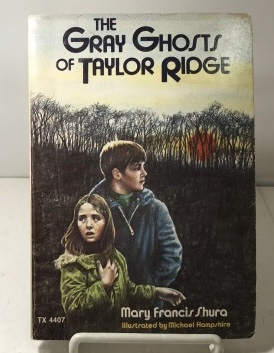 THE
GRAY GHOSTS
OF TAYLOR RIDGE
Mary Francis Shura
Illustrated by Michael Hampshire
TX 4407